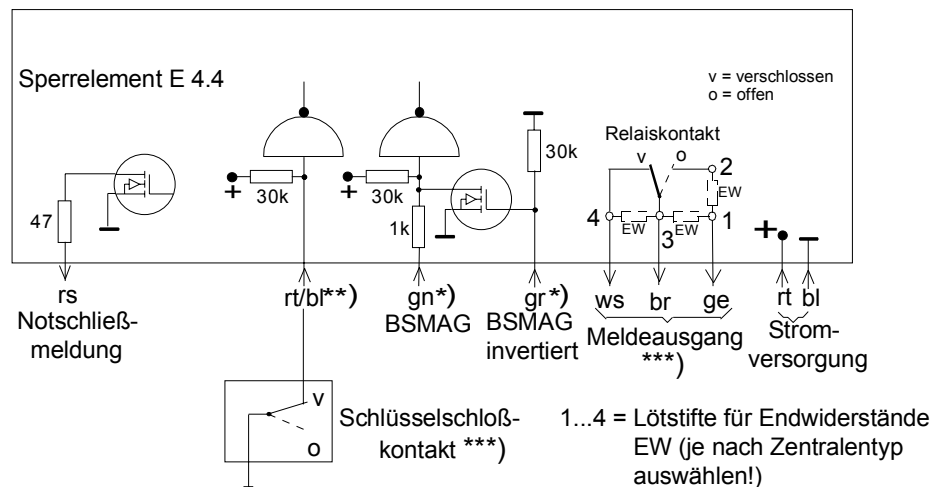 Sperrelement E 4.4
v = verschlossen
o = offen
Relaiskontakt
v
o
2
30k
EW
+
30k
+
30k
47
1k
4
EW
3
EW
1
+
rs
rt/bl**)
gn*)
gr*)
ws
br
ge
rt
bl
Notschließ-
meldung
BSMAG
BSMAG
invertiert
Meldeausgang
***)
Strom-
versorgung
v
o
Schlüsselschloß-
kontakt ***)
1...4 = Lötstifte für Endwiderstände
EW (je nach Zentralentyp
auswählen!)